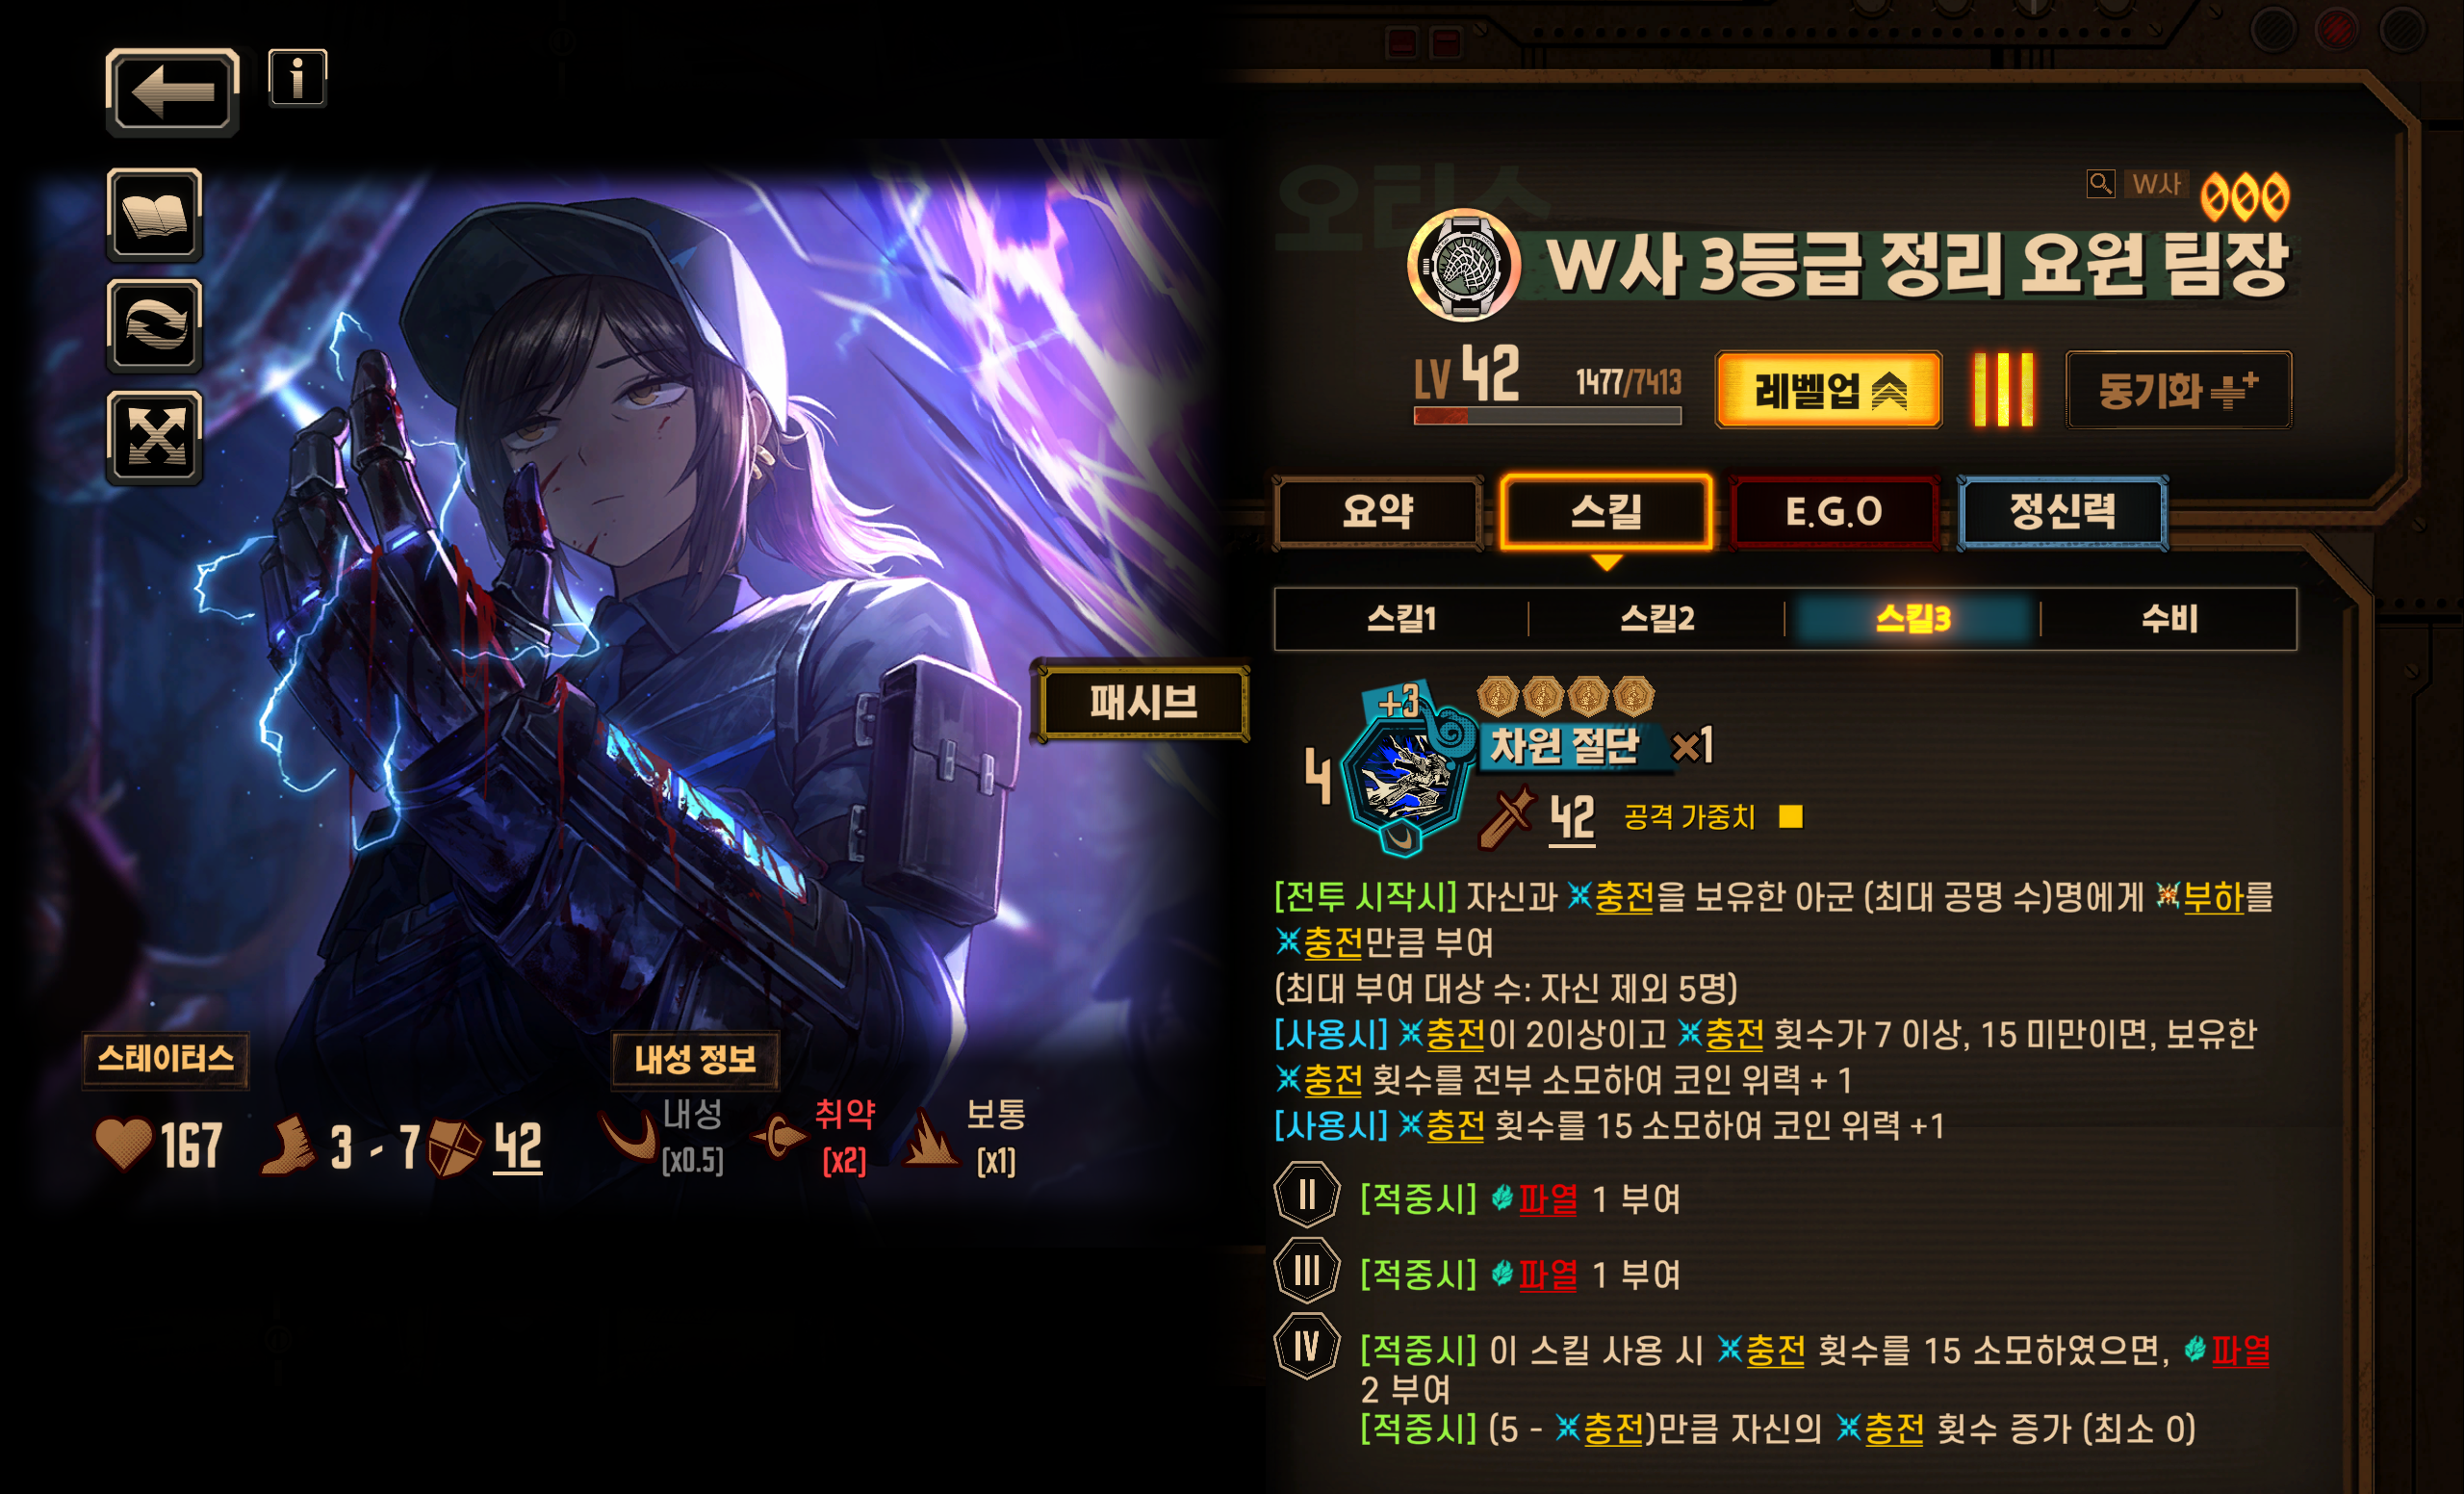 오티스
W사
W사 3등급 정리 요원 팀장
LV 42 1477/7413
레벨업
동기화
요약
스킬
E.G.O
정신력
스킬1
스킬2
스킬3
수비
패시브
+3
4
차원 절단 ×1
42 공격 가중치
[전투 시작시] 자신과 충전을 보유한 아군 (최대 공명 수)명에게 부하를
충전만큼 부여
(최대 부여 대상 수: 자신 제외 5명)
[사용시] 충전이 2이상이고 충전 횟수가 7 이상, 15 미만이면, 보유한
충전 횟수를 전부 소모하여 코인 위력 + 1
[사용시] 충전 횟수를 15 소모하여 코인 위력 +1
II [적중시] 파열 1 부여
III [적중시] 파열 1 부여
IV [적중시] 이 스킬 사용 시 충전 횟수를 15 소모하였으면, 파열
2 부여
[적중시] (5 - 충전)만큼 자신의 충전 횟수 증가 (최소 0)
스테이터스
167 3 - 7 42
내성 정보
내성
[x0.5]
취약
[x2]
보통
[x1]